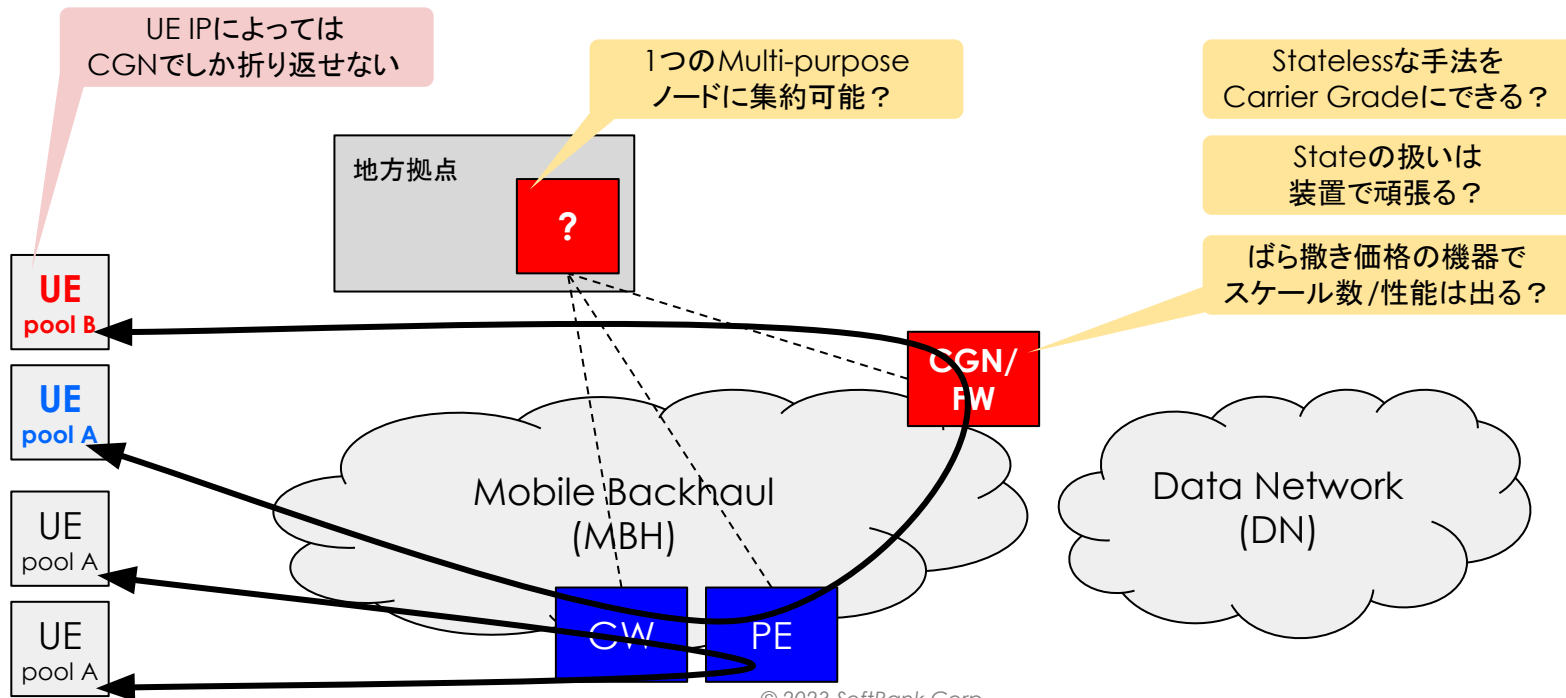 UE IPによっては
CGNでしか折り返せない
1つのMulti-purpose
ノードに集約可能？
Statelessな手法を
Carrier Gradeにできる？
Stateの扱いは
装置で頑張る？
ばら撒き価格の機器で
スケール数/性能は出る？
地方拠点
?
UE
pool B
CGN/
FW
UE
pool A
Mobile Backhaul
(MBH)
Data Network
(DN)
UE
pool A
GW
PE
UE
pool A
© 2023 SoftBank Corp.